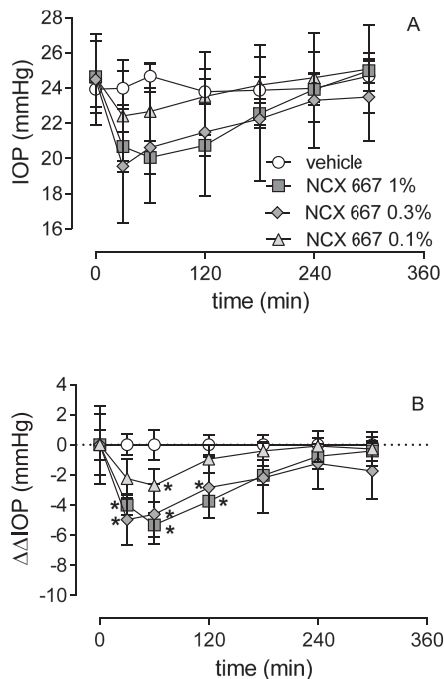 A
28
26
24
22
20
18
16
IOP (mmHg)
vehicle
NCX 667 1%
NCX 667 0.3%
NCX 667 0.1%
0 120 240 360
time (min)
B
4
2
0
-2
-4
-6
-8
-10
ΔΔIOP (mmHg)
*
*
*
*
*
*
*
0 120 240 360
time (min)